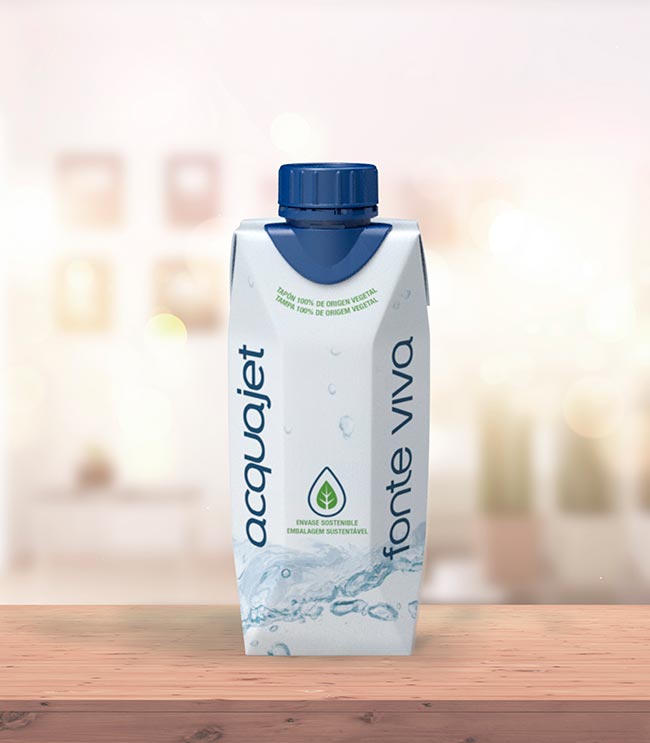 TAPÓN 100% DE ORIGEN VEGETAL
TAMPA 100% DE ORIGEM VEGETAL
acquajet
fonte viva
ENVASE SOSTENIBLE
EMBALAGEM SUSTENTÁVEL